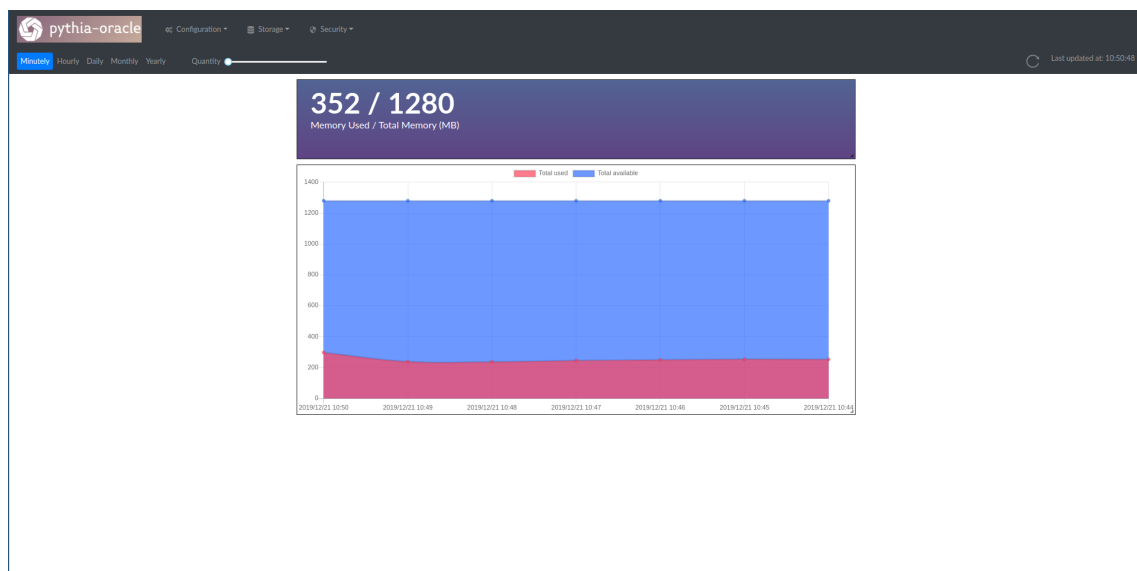 pythia-oracle Configuration Storage Security
Minutely Hourly Daily Monthly Yearly Quantity Last updated at: 10:50:48
352 / 1280
Memory Used / Total Memory (MB)
Total used Total available
1400
1200
1000
800
600
400
200
0
2019/12/21 10:50 2019/12/21 10:49 2019/12/21 10:48 2019/12/21 10:47 2019/12/21 10:46 2019/12/21 10:45 2019/12/21 10:44